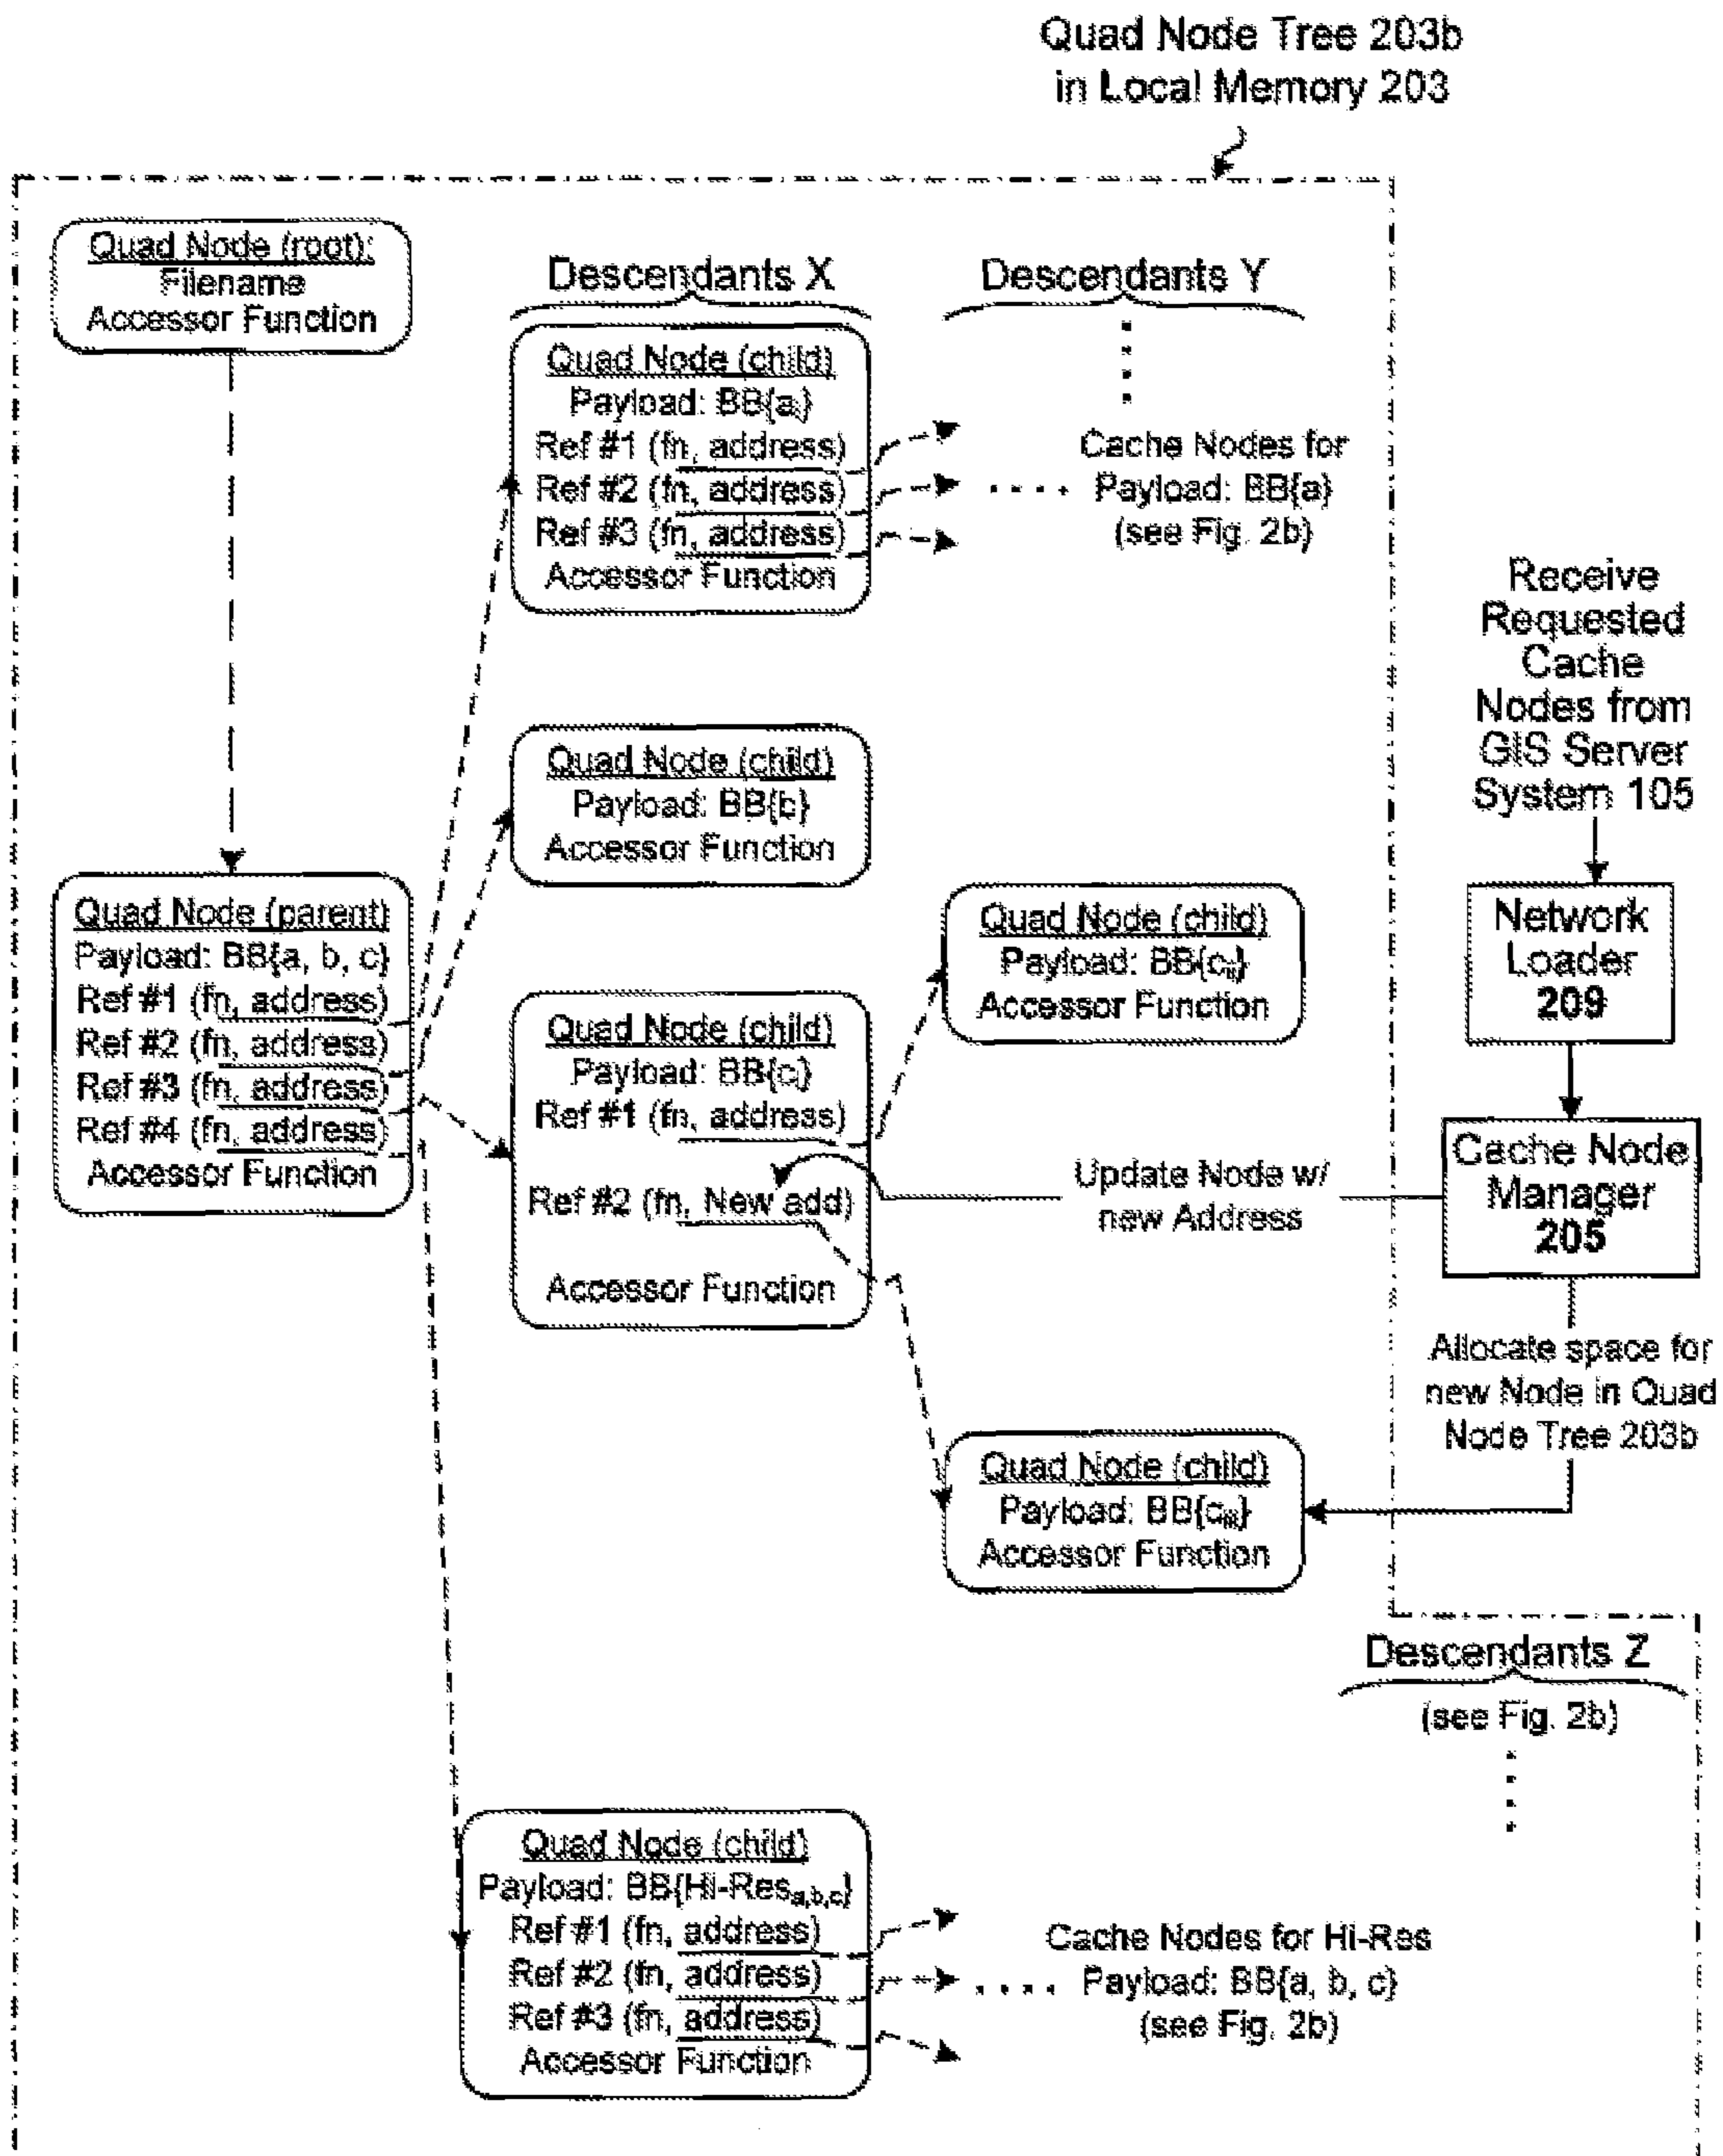 Quad Node Tree 203b
in Local Memory 203
Quad Node (root):
Filename
Accessor Function
Descendants X
Descendants Y
Quad Node (child)
Payload: BB{a}
Ref #1 (fn, address)
Ref #2 (fn, address)
Ref #3 (fn, address)
Accessor Function
Cache Nodes for
Payload: BB{a}
(see Fig. 2b)
Receive
Requested
Cache
Nodes from
GIS Server
System 105
Quad Node (child)
Payload: BB{b}
Accessor Function
Quad Node (parent)
Payload: BB{a, b, c}
Ref #1 (fn, address)
Ref #2 (fn, address)
Ref #3 (fn, address)
Ref #4 (fn, address)
Accessor Function
Quad Node (child)
Payload: BB{c}
Ref #1 (fn, address)
Ref #2 (fn, New add)
Accessor Function
Quad Node (child)
Payload:
Accessor Function
Network
Loader
209
Update Node w/
new Address
Cache Node
Manager
205
Allocate space for
new Node in Quad
Node Tree 203b
Quad Node (child)
Payload:
Accessor Function
Descendants Z
(see Fig. 2b)
Quad Node (child)
Payload: BB{Hi-Resa,b,c}
Ref #1 (fn, address)
Ref #2 (fn, address)
Ref #3 (fn, address)
Accessor Function
Cache Nodes for Hi-Res
Payload: BB{a, b, c}
(see Fig. 2b)